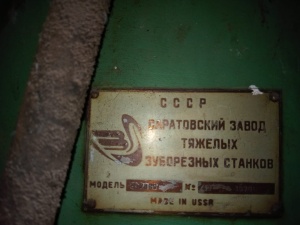 СССР
САРАТОВСКИЙ ЗАВОД
ТЯЖЕЛЫХ
ЗУБОРЕЗНЫХ СТАНКОВ
МОДЕЛЬ №
MADE IN USSR